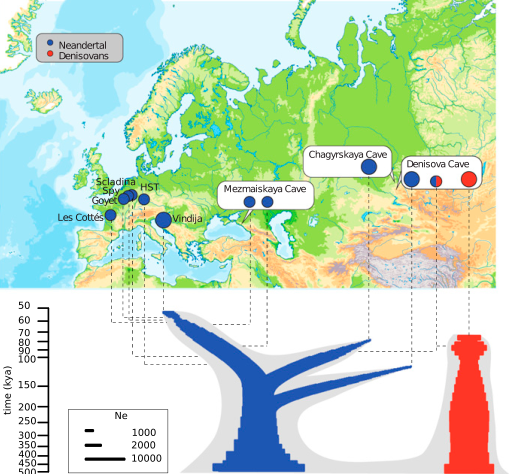 Neandertal
Denisovans
Chagyrskaya Cave
Denisova Cave
Scladina
Spy
HST
Goyet
Mezmaiskaya Cave
Les Cottés
Vindija
50
60
70
80
90
100
150
200
250
300
350
400
450
500
time (kya)
Ne
1000
2000
10000